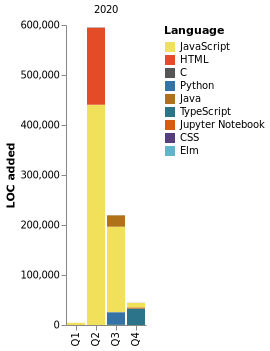 2020
600,000
500,000
400,000
300,000
200,000
100,000
0
LOC added
Q1
Q2
Q3
Q4
Language
JavaScript
HTML
C
Python
Java
TypeScript
Jupyter Notebook
CSS
Elm